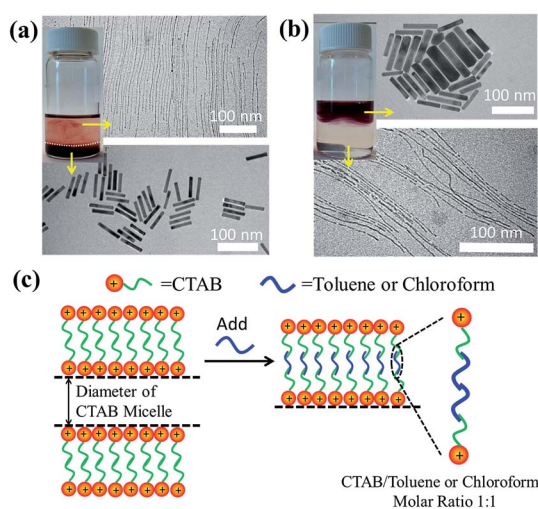 (a)
100 nm
100 nm
(b)
100 nm
100 nm
(c)
=CTAB
=Toluene or Chloroform
Add
Diameter of
CTAB Micelle
CTAB/Toluene or Chloroform
Molar Ratio 1:1